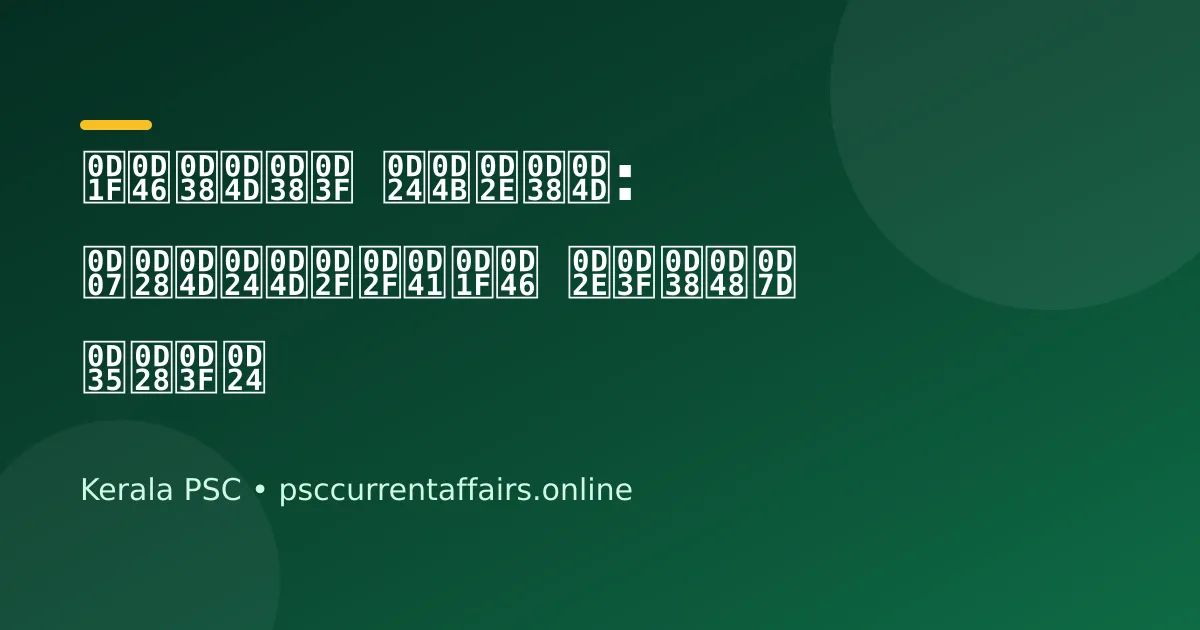 ടെസ്സി തോമസ്:
ഇന്ത്യയുടെ മിസൈൽ
വനിത
Kerala PSC • psccurrentaffairs.online